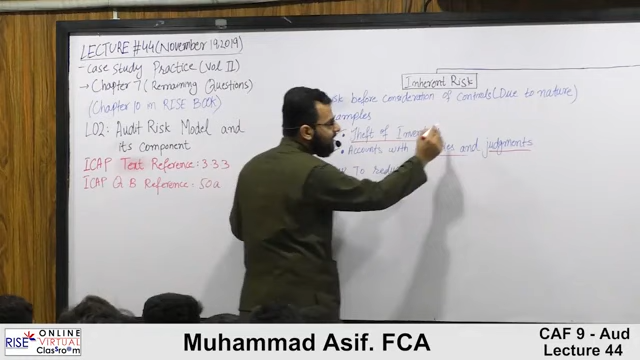 LECTURE #44(November 19,2019)
- Case Study Practice (Vol II)
→ Chapter 7 (Remaining Questions)
(Chapter 10 in RISE BOOK)
LO2: Audit Risk Model and
its Component
ICAP Text Reference: 3.3.3
ICAP Q B Reference: 50a
Inherent Risk
before consideration of controls (Due to nature)
Theft of
Accounts with and judgments
To
RISE ONLINE
VIRTUAL
Classroom
Muhammad Asif. FCA
CAF 9 - Aud
Lecture 44